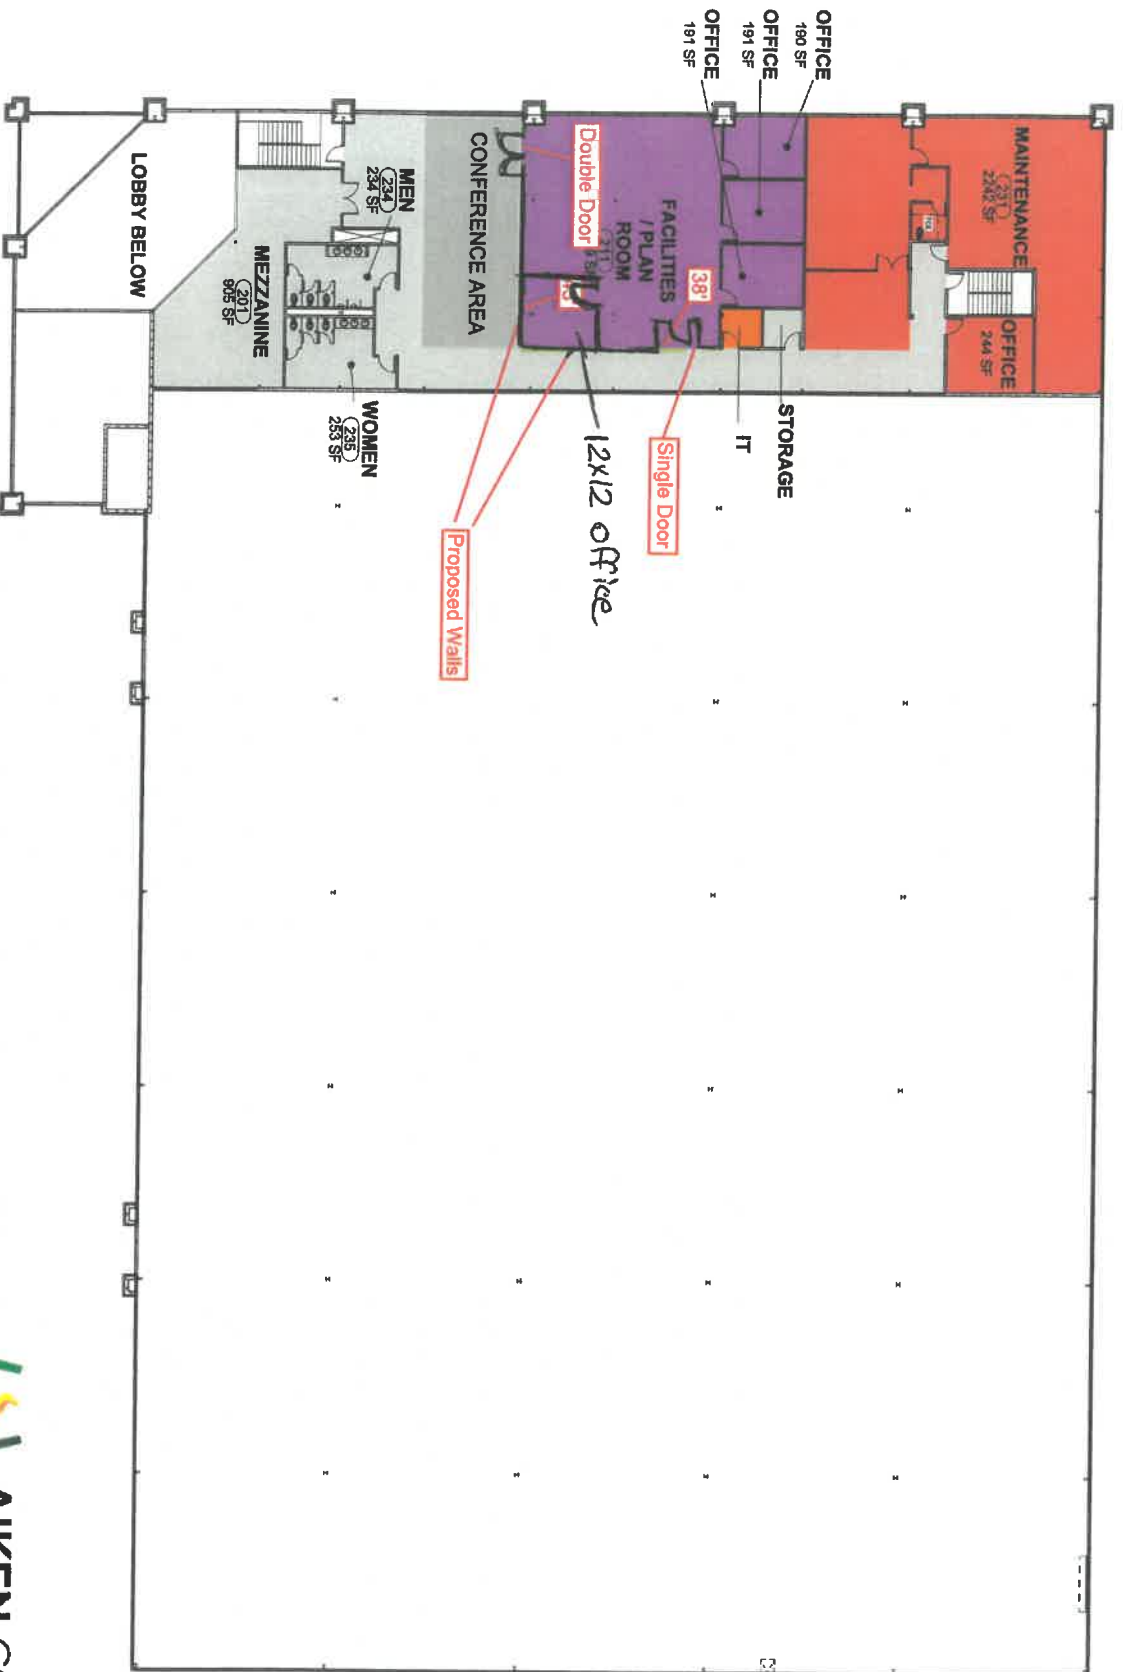 OFFICE
190 SF
OFFICE
191 SF
OFFICE
191 SF
MAINTENANCE
231
2242 SF
OFFICE
244 SF
STORAGE
IT
38'
Single Door
FACILITIES
/ PLAN
ROOM
211
Double Door
12x12 office
Proposed Walls
CONFERENCE AREA
MEN
234
234 SF
WOMEN
235
253 SF
MEZZANINE
201
905 SF
LOBBY BELOW
AIKEN